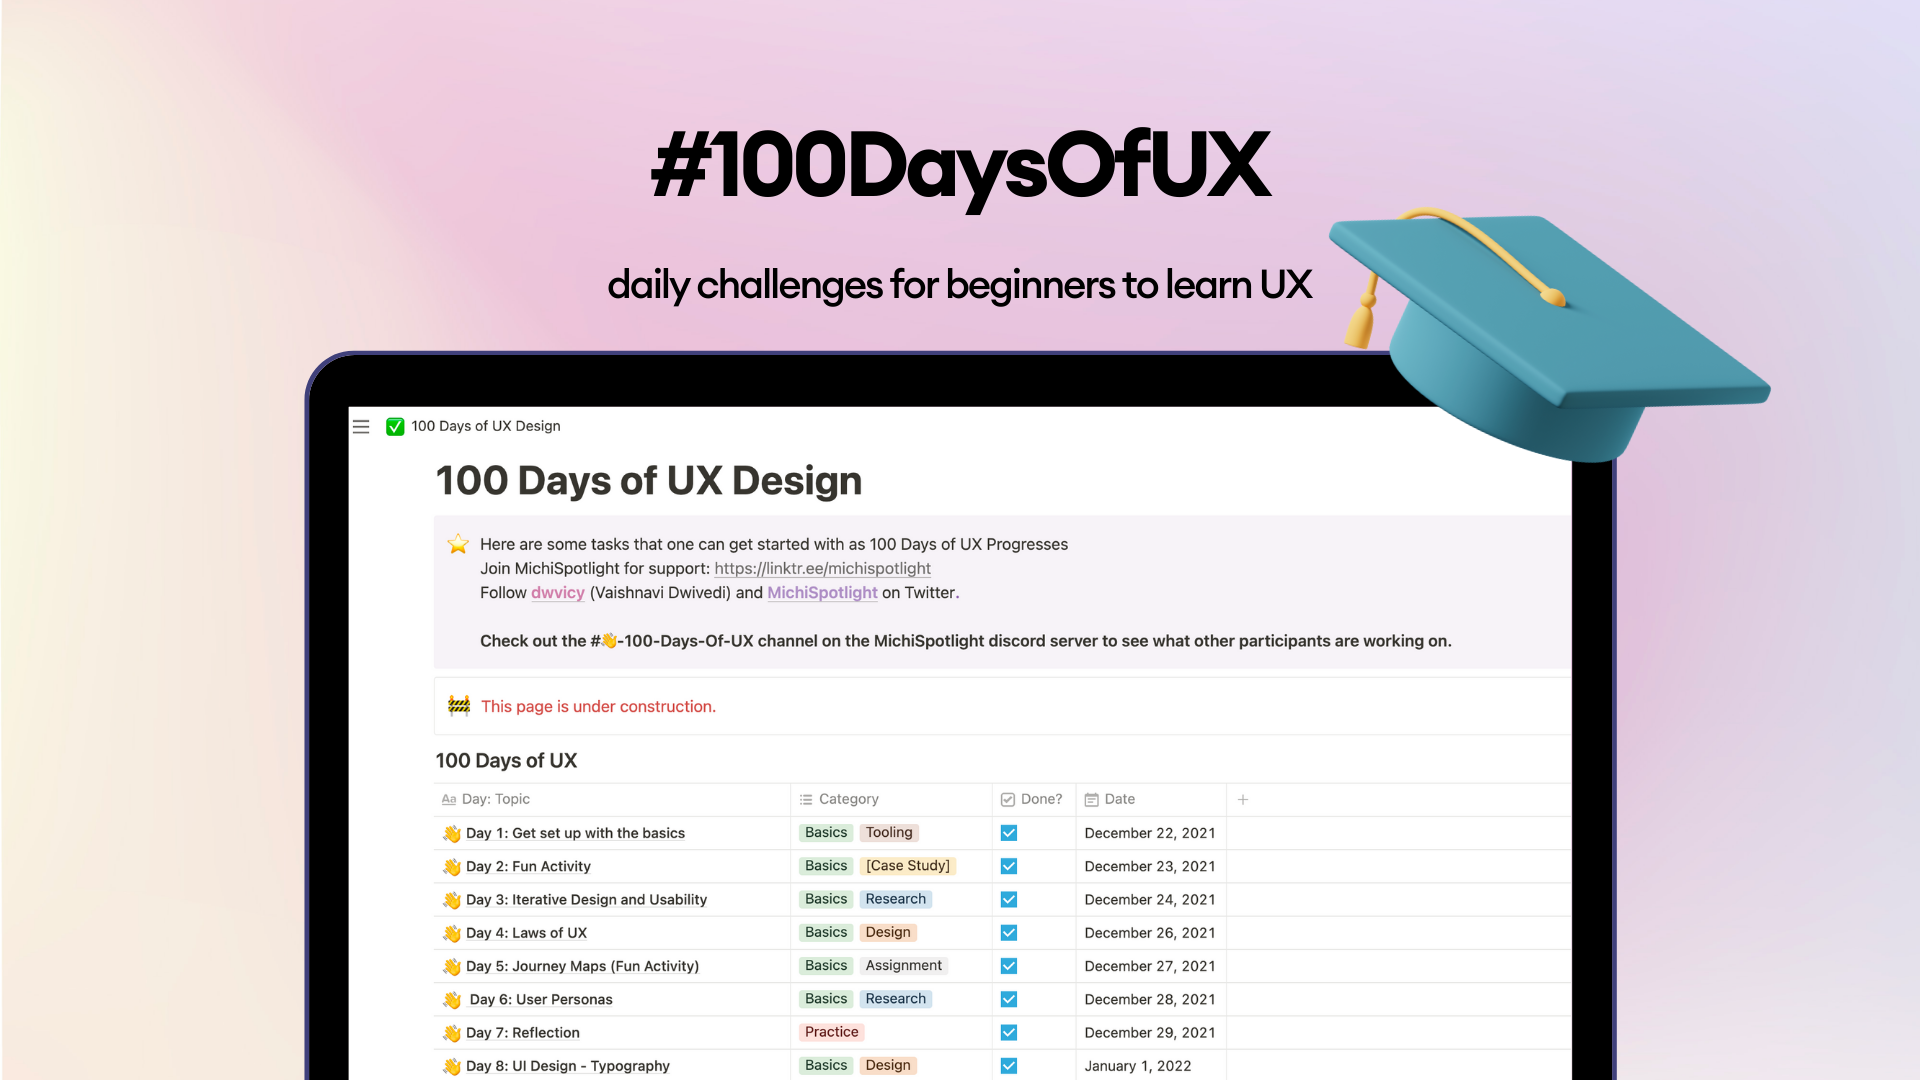 #100DaysOfUX
daily challenges for beginners to learn UX
100 Days of UX Design
100 Days of UX Design
Here are some tasks that one can get started with as 100 Days of UX Progresses
Join MichiSpotlight for support: https://linktr.ee/michispotlight
Follow dwvicy (Vaishnavi Dwivedi) and MichiSpotlight on Twitter.
Check out the #👋-100-Days-Of-UX channel on the MichiSpotlight discord server to see what other participants are working on.
This page is under construction.
100 Days of UX
Aa Day: Topic Category Done? Date +
Day 1: Get set up with the basics Basics Tooling December 22, 2021
Day 2: Fun Activity Basics [Case Study] December 23, 2021
Day 3: Iterative Design and Usability Basics Research December 24, 2021
Day 4: Laws of UX Basics Design December 26, 2021
Day 5: Journey Maps (Fun Activity) Basics Assignment December 27, 2021
Day 6: User Personas Basics Research December 28, 2021
Day 7: Reflection Practice December 29, 2021
Day 8: UI Design - Typography Basics Design January 1, 2022